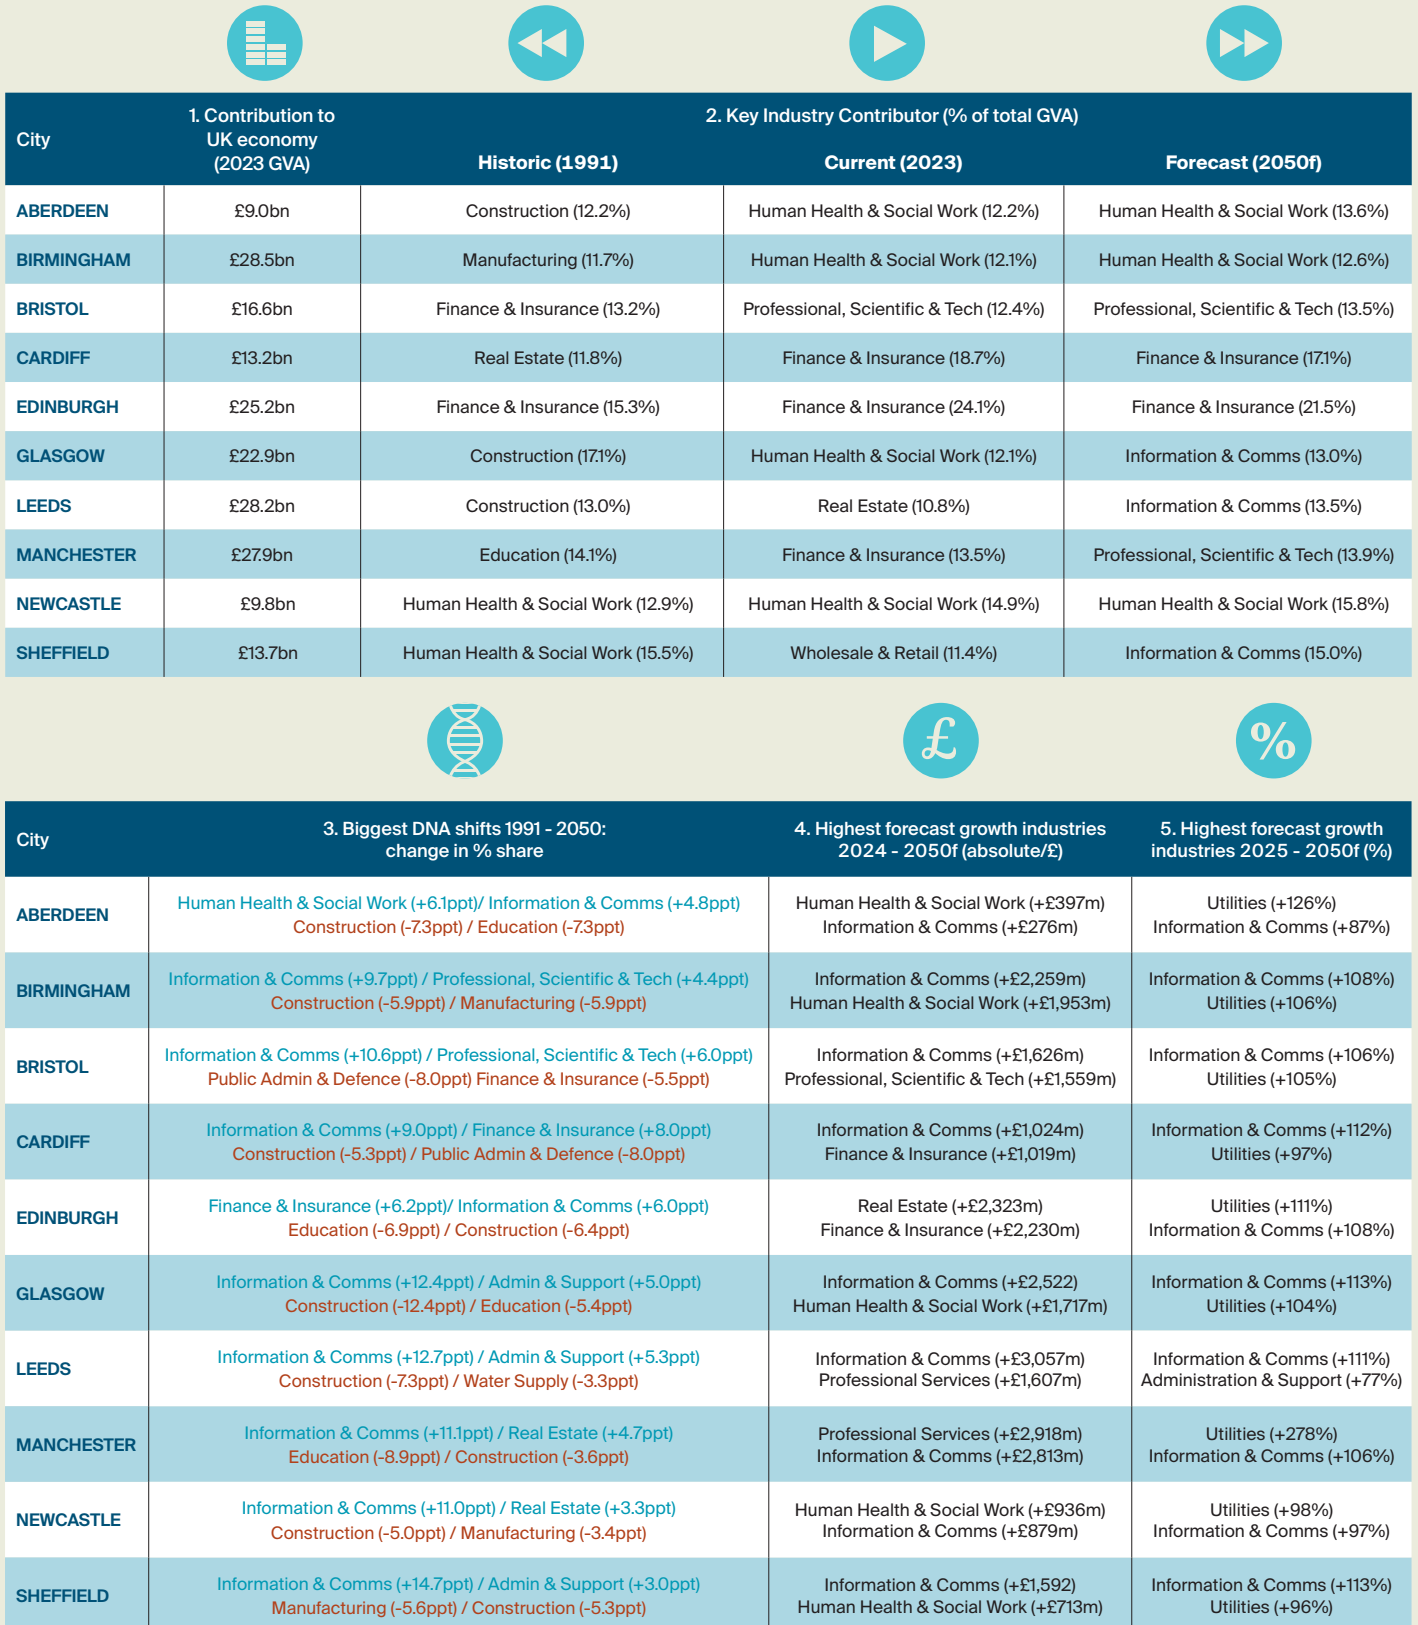 City
1. Contribution to
UK economy
(2023 GVA)
2. Key Industry Contributor (% of total GVA)
Historic (1991)
Current (2023)
Forecast (2050f)
ABERDEEN £9.0bn Construction (12.2%) Human Health & Social Work (12.2%) Human Health & Social Work (13.6%)
BIRMINGHAM £28.5bn Manufacturing (11.7%) Human Health & Social Work (12.1%) Human Health & Social Work (12.6%)
BRISTOL £16.6bn Finance & Insurance (13.2%) Professional, Scientific & Tech (12.4%) Professional, Scientific & Tech (13.5%)
CARDIFF £13.2bn Real Estate (11.8%) Finance & Insurance (18.7%) Finance & Insurance (17.1%)
EDINBURGH £25.2bn Finance & Insurance (15.3%) Finance & Insurance (24.1%) Finance & Insurance (21.5%)
GLASGOW £22.9bn Construction (17.1%) Human Health & Social Work (12.1%) Information & Comms (13.0%)
LEEDS £28.2bn Construction (13.0%) Real Estate (10.8%) Information & Comms (13.5%)
MANCHESTER £27.9bn Education (14.1%) Finance & Insurance (13.5%) Professional, Scientific & Tech (13.9%)
NEWCASTLE £9.8bn Human Health & Social Work (12.9%) Human Health & Social Work (14.9%) Human Health & Social Work (15.8%)
SHEFFIELD £13.7bn Human Health & Social Work (15.5%) Wholesale & Retail (11.4%) Information & Comms (15.0%)
£
%
City
3. Biggest DNA shifts 1991 - 2050:
change in % share
4. Highest forecast growth industries
2024 - 2050f (absolute/£)
5. Highest forecast growth
industries 2025 - 2050f (%)
ABERDEEN
Human Health & Social Work (+6.1ppt)/ Information & Comms (+4.8ppt)
Construction (-7.3ppt) / Education (-7.3ppt)
Human Health & Social Work (+£397m)
Information & Comms (+£276m)
Utilities (+126%)
Information & Comms (+87%)
BIRMINGHAM
Information & Comms (+9.7ppt) / Professional, Scientific & Tech (+4.4ppt)
Construction (-5.9ppt) / Manufacturing (-5.9ppt)
Information & Comms (+£2,259m)
Human Health & Social Work (+£1,953m)
Information & Comms (+108%)
Utilities (+106%)
BRISTOL
Information & Comms (+10.6ppt) / Professional, Scientific & Tech (+6.0ppt)
Public Admin & Defence (-8.0ppt) Finance & Insurance (-5.5ppt)
Information & Comms (+£1,626m)
Professional, Scientific & Tech (+£1,559m)
Information & Comms (+106%)
Utilities (+105%)
CARDIFF
Information & Comms (+9.0ppt) / Finance & Insurance (+8.0ppt)
Construction (-5.3ppt) / Public Admin & Defence (-8.0ppt)
Information & Comms (+£1,024m)
Finance & Insurance (+£1,019m)
Information & Comms (+112%)
Utilities (+97%)
EDINBURGH
Finance & Insurance (+6.2ppt)/ Information & Comms (+6.0ppt)
Education (-6.9ppt) / Construction (-6.4ppt)
Real Estate (+£2,323m)
Finance & Insurance (+£2,230m)
Utilities (+111%)
Information & Comms (+108%)
GLASGOW
Information & Comms (+12.4ppt) / Admin & Support (+5.0ppt)
Construction (-12.4ppt) / Education (-5.4ppt)
Information & Comms (+£2,522)
Human Health & Social Work (+£1,717m)
Information & Comms (+113%)
Utilities (+104%)
LEEDS
Information & Comms (+12.7ppt) / Admin & Support (+5.3ppt)
Construction (-7.3ppt) / Water Supply (-3.3ppt)
Information & Comms (+£3,057m)
Professional Services (+£1,607m)
Information & Comms (+111%)
Administration & Support (+77%)
MANCHESTER
Information & Comms (+11.1ppt) / Real Estate (+4.7ppt)
Education (-8.9ppt) / Construction (-3.6ppt)
Professional Services (+£2,918m)
Information & Comms (+£2,813m)
Utilities (+278%)
Information & Comms (+106%)
NEWCASTLE
Information & Comms (+11.0ppt) / Real Estate (+3.3ppt)
Construction (-5.0ppt) / Manufacturing (-3.4ppt)
Human Health & Social Work (+£936m)
Information & Comms (+£879m)
Utilities (+98%)
Information & Comms (+97%)
SHEFFIELD
Information & Comms (+14.7ppt) / Admin & Support (+3.0ppt)
Manufacturing (-5.6ppt) / Construction (-5.3ppt)
Information & Comms (+£1,592)
Human Health & Social Work (+£713m)
Information & Comms (+113%)
Utilities (+96%)